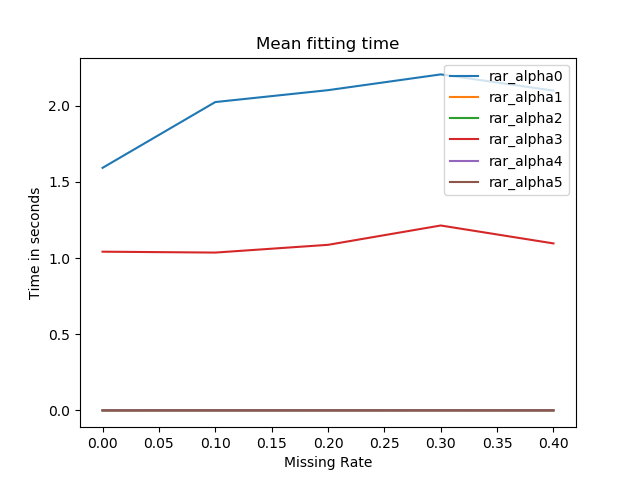 Mean fitting time
rar_alpha0
rar_alpha1
rar_alpha2
rar_alpha3
rar_alpha4
rar_alpha5
2.0
1.5
1.0
0.5
0.0
Time in seconds
0.00 0.05 0.10 0.15 0.20 0.25 0.30 0.35 0.40
Missing Rate